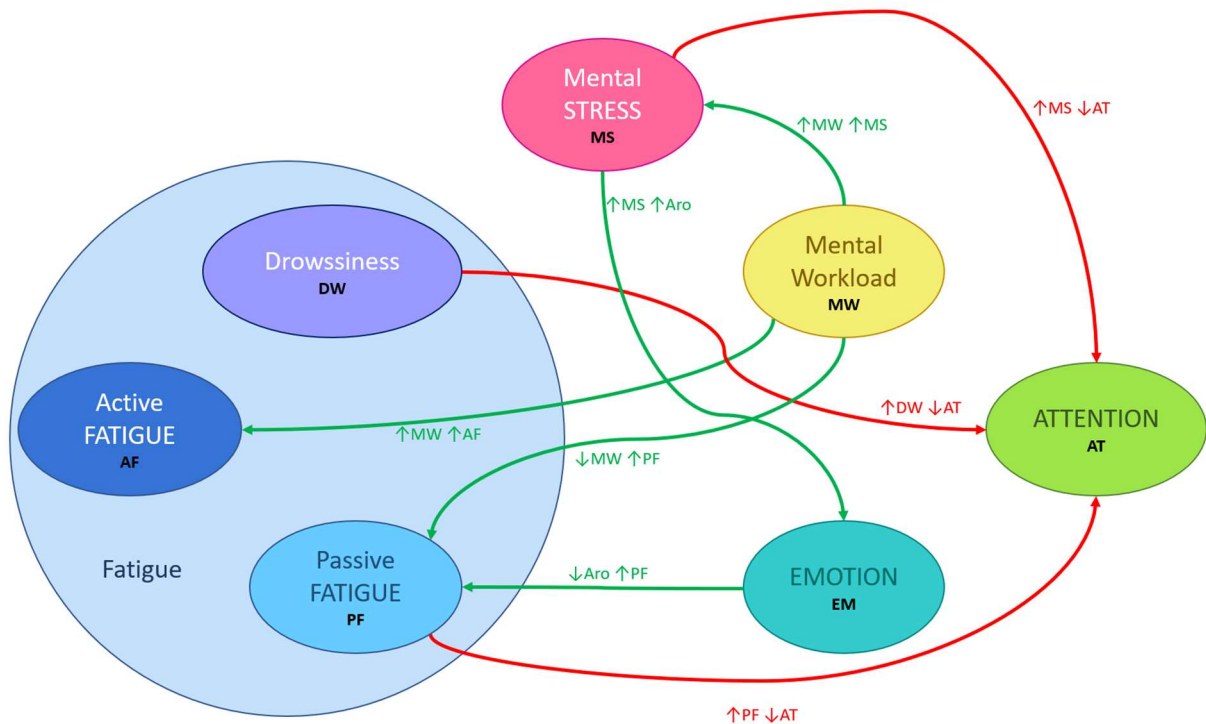 Mental
STRESS
MS
↑MS ↓AT
↑MW ↑MS
↑MS ↑Aro
Drowssiness
DW
Mental
Workload
MW
Active
FATIGUE
AF
↑MW ↑AF
↑DW ↓AT
ATTENTION
AT
↓MW ↑PF
Fatigue
Passive
FATIGUE
PF
↓Aro ↑PF
EMOTION
EM
↑PF ↓AT